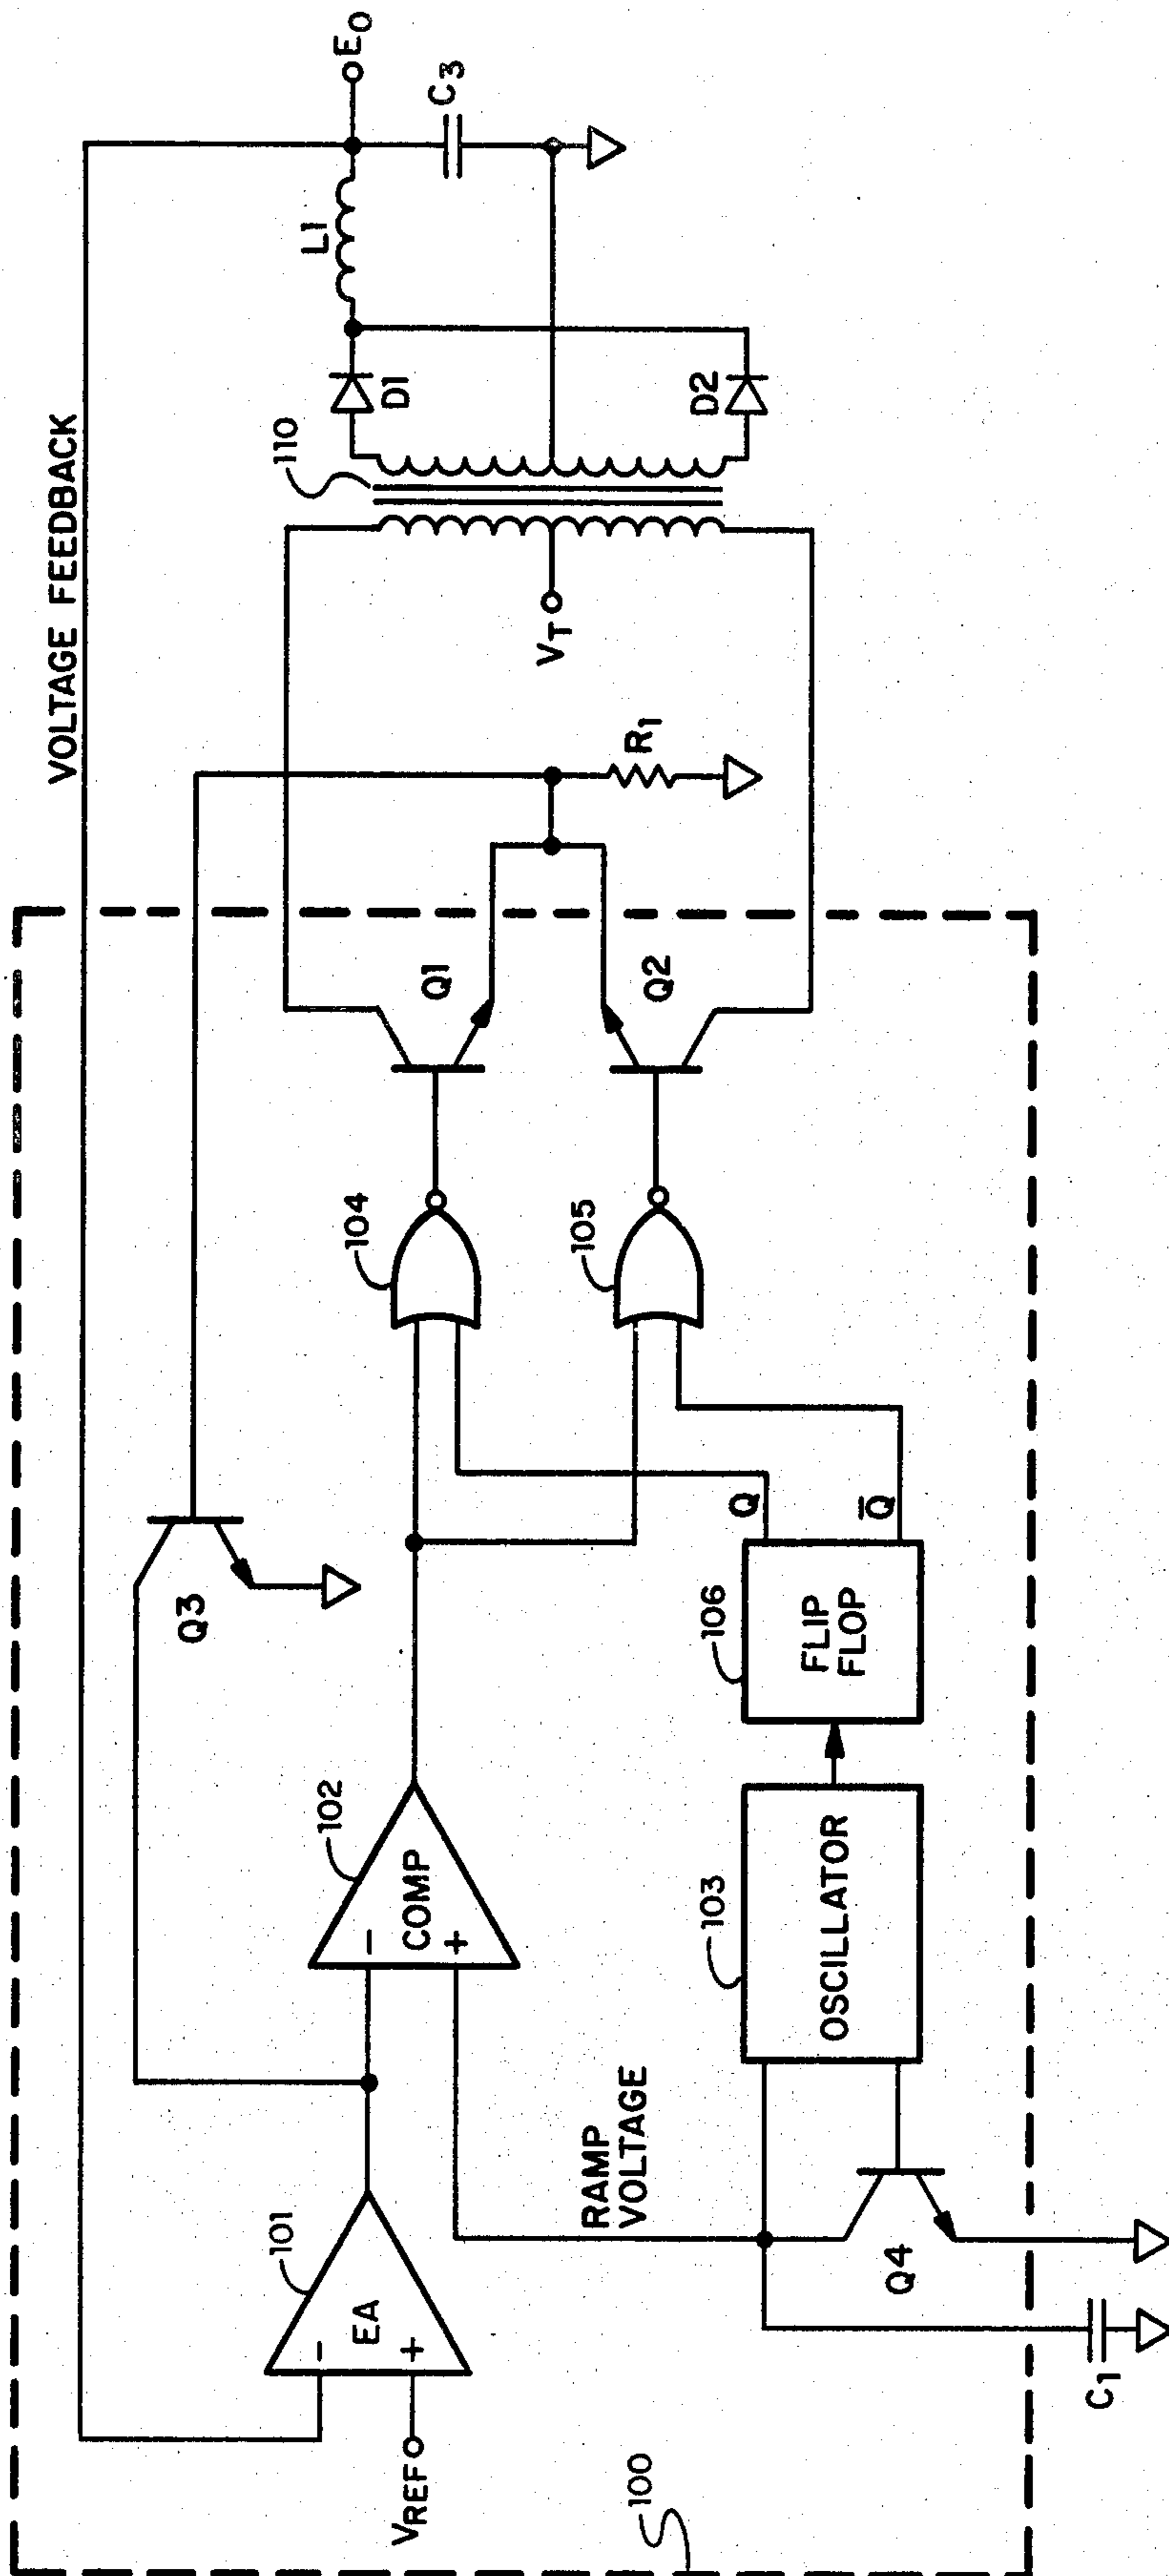 VOLTAGE FEEDBACK
E0
C3
L1
D1
D2
110
VT
R1
Q1
Q2
Q3
104
105
102
COMP
-
+
101
EA
-
+
VREF
RAMP
VOLTAGE
103
OSCILLATOR
106
FLIP
FLOP
Q
Q̅
Q4
C1
100